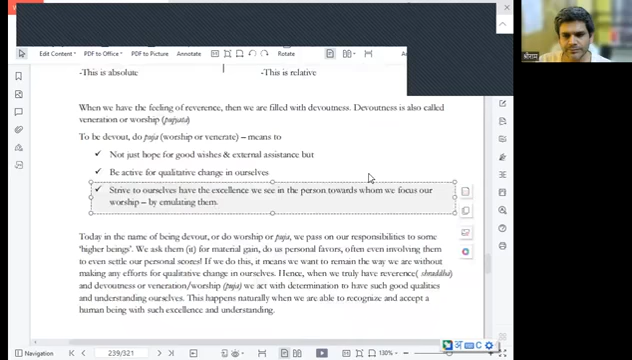 Edit Content PDF to Office PDF to Picture Annotate Rotate
-This is absolute -This is relative
When we have the feeling of reverence, then we are filled with devoutness. Devoutness is also called
veneration or worship (pujyata)
To be devout, do puja (worship or venerate) – means to
✓ Not just hope for good wishes & external assistance but
✓ Be active for qualitative change in ourselves
✓ Strive to ourselves have the excellence we see in the person towards whom we focus our
worship – by emulating them.
Today in the name of being devout, or do worship or puja, we pass on our responsibilities to some
'higher beings'. We ask them (it) for material gain, do us personal favors, often even involving them
to even settle our personal scores! If we do this, it means we want to remain the way we are without
making any efforts for qualitative change in ourselves. Hence, when we truly have reverence( shraddha)
and devoutness or veneration/worship (puja) we act with determination to have such good qualities
and understanding ourselves. This happens naturally when we are able to recognize and accept a
human being with such excellence and understanding.
Navigation 239/321 130%
श्रीराम